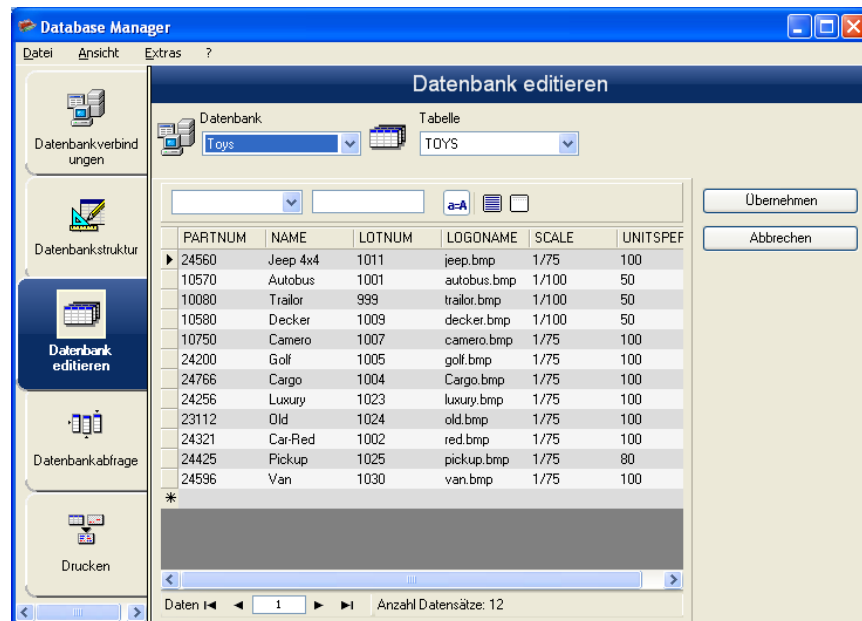 Database Manager
Datei Ansicht Extras ?
Datenbankverbind
ungen
Datenbankstruktur
Datenbank
editieren
Datenbankabfrage
Drucken
Datenbank editieren
Datenbank Tabelle
Toys TOYS
a=A
Übernehmen
Abbrechen
PARTNUM NAME LOTNUM LOGONAME SCALE UNITSPER
24560 Jeep 4x4 1011 jeep.bmp 1/75 100
10570 Autobus 1001 autobus.bmp 1/100 50
10080 Trailor 999 trailor.bmp 1/100 50
10580 Decker 1009 decker.bmp 1/100 50
10750 Camero 1007 camero.bmp 1/75 100
24200 Golf 1005 golf.bmp 1/75 100
24766 Cargo 1004 Cargo.bmp 1/75 100
24256 Luxury 1023 luxury.bmp 1/75 100
23112 Old 1024 old.bmp 1/75 100
24321 Car-Red 1002 red.bmp 1/75 100
24425 Pickup 1025 pickup.bmp 1/75 80
24596 Van 1030 van.bmp 1/75 100
Daten 1 Anzahl Datensätze: 12